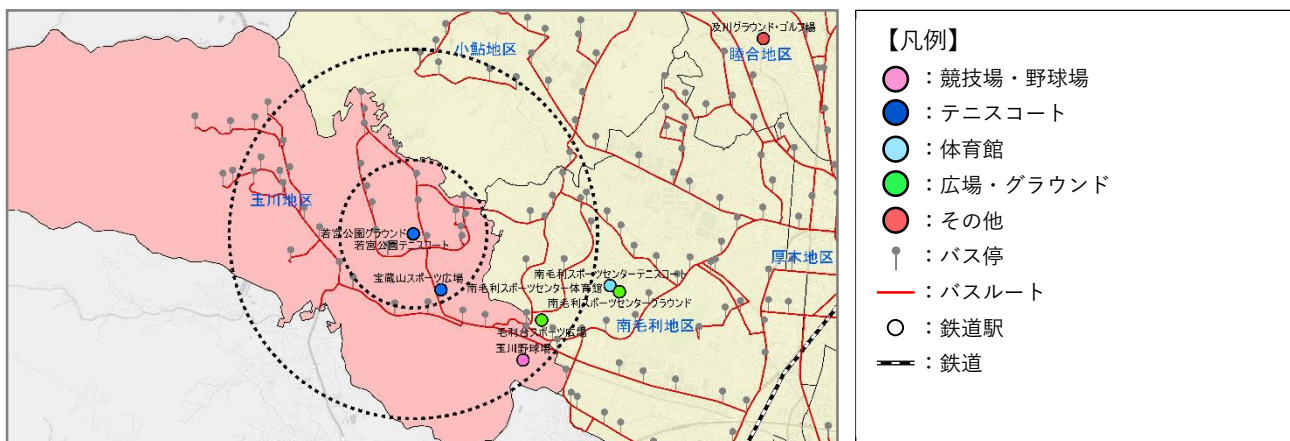 及川グラウンド・ゴルフ場
小鮎地区
睦合地区
玉川地区
若宮公園グラウンド
若宮公園テニスコート
厚木地区
宝蔵山スポーツ広場
南毛利スポーツセンターテニスコート
南毛利スポーツセンター体育館
南毛利スポーツセンターグラウンド
南毛利地区
毛利台スポーツ広場
玉川野球場
【凡例】
：競技場・野球場
：テニスコート
：体育館
：広場・グラウンド
：その他
：バス停
：バスルート
：鉄道駅
：鉄道